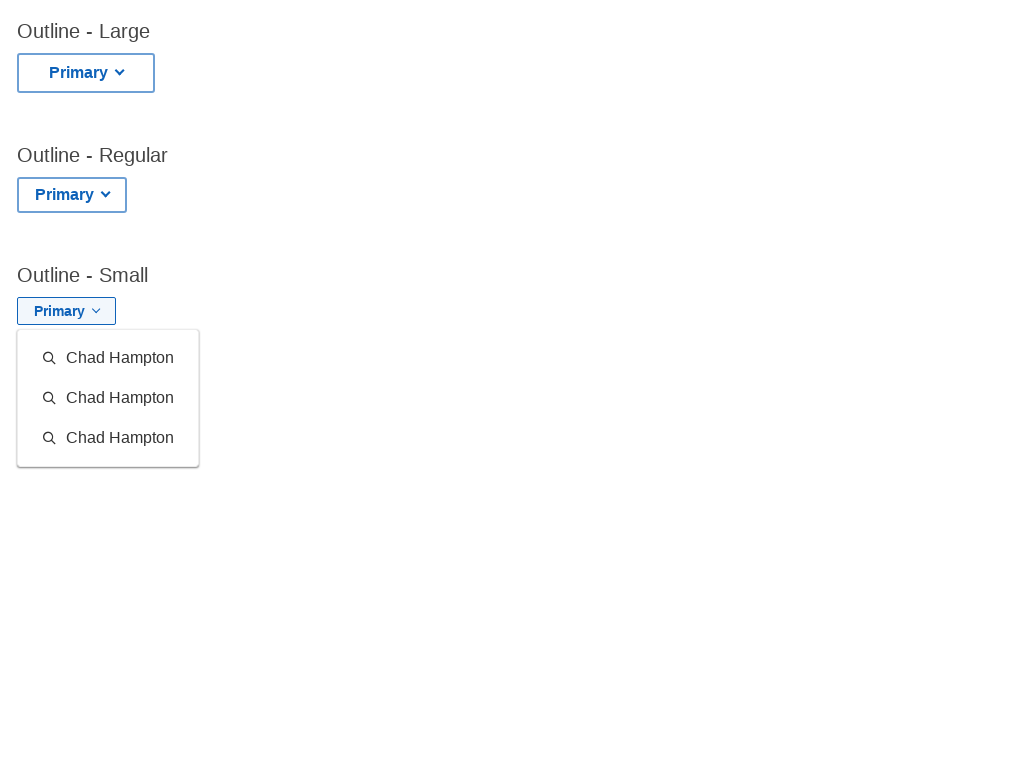 Outline - Large
Primary
Outline - Regular
Primary
Outline - Small
Primary
Chad Hampton
Chad Hampton
Chad Hampton